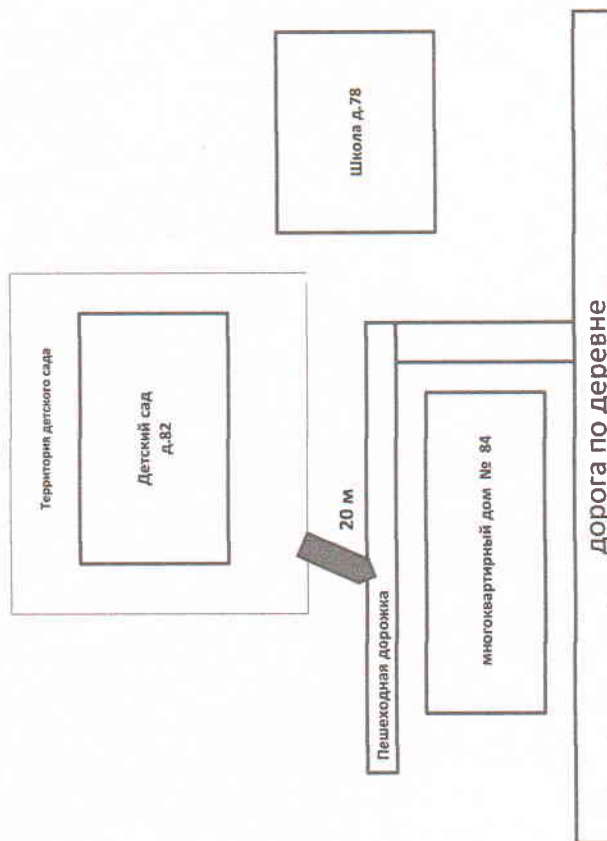 Территория детского сада
Детский сад
д.82
Школа д.78
20 м
Пешеходная дорожка
многоквартирный дом № 84
дорога по деревне